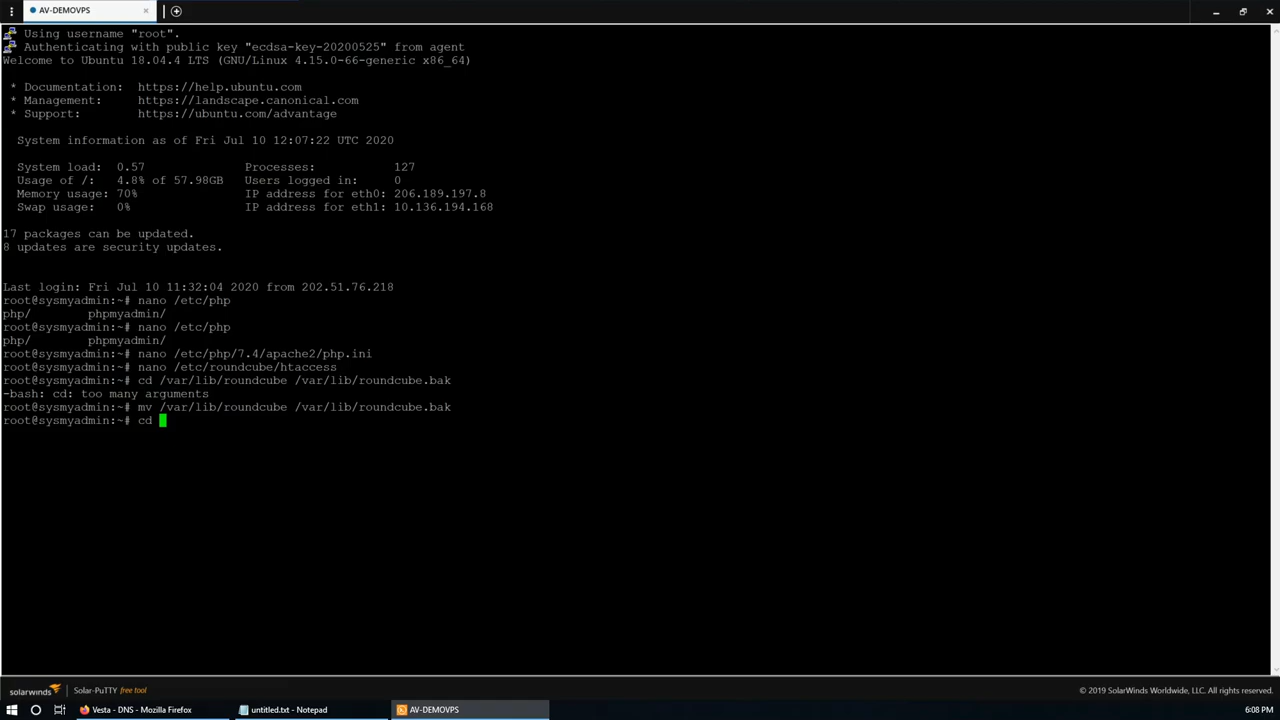 AV-DEMOVPS
Using username "root".
Authenticating with public key "ecdsa-key-20200525" from agent
Welcome to Ubuntu 18.04.4 LTS (GNU/Linux 4.15.0-66-generic x86_64)
* Documentation:  https://help.ubuntu.com
* Management:     https://landscape.canonical.com
* Support:        https://ubuntu.com/advantage
System information as of Fri Jul 10 12:07:22 UTC 2020
System load:  0.57              Processes:           127
Usage of /:   4.8% of 57.98GB   Users logged in:     0
Memory usage: 70%               IP address for eth0: 206.189.197.8
Swap usage:   0%                IP address for eth1: 10.136.194.168
17 packages can be updated.
8 updates are security updates.
Last login: Fri Jul 10 11:32:04 2020 from 202.51.76.218
root@sysmyadmin:~# nano /etc/php
php/        phpmyadmin/
root@sysmyadmin:~# nano /etc/php
php/        phpmyadmin/
root@sysmyadmin:~# nano /etc/php/7.4/apache2/php.ini
root@sysmyadmin:~# nano /etc/roundcube/htaccess
root@sysmyadmin:~# cd /var/lib/roundcube /var/lib/roundcube.bak
-bash: cd: too many arguments
root@sysmyadmin:~# mv /var/lib/roundcube /var/lib/roundcube.bak
root@sysmyadmin:~# cd
solarwinds Solar-PuTTY free tool © 2019 SolarWinds Worldwide, LLC. All rights reserved.
Vesta - DNS - Mozilla Firefox untitled.txt - Notepad AV-DEMOVPS 6:08 PM